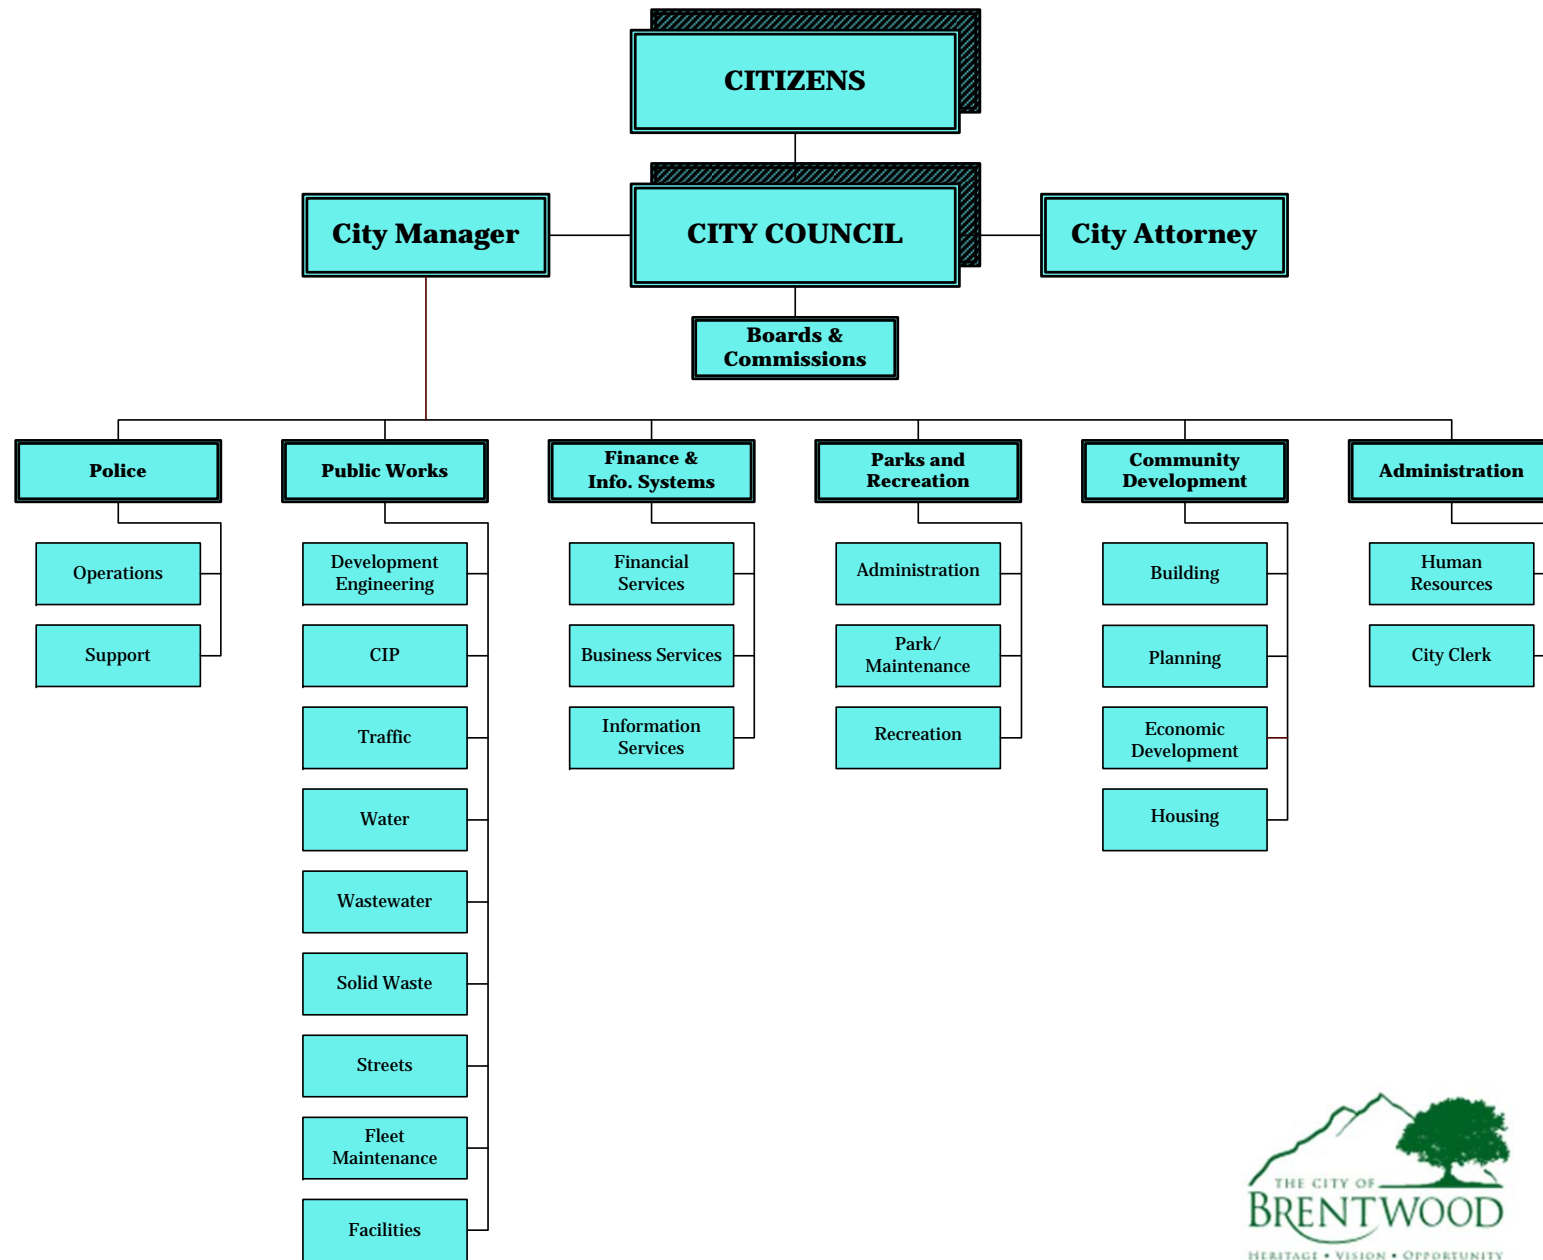 CITIZENS
City Manager
CITY COUNCIL
City Attorney
Boards &
Commissions
Police
Public Works
Finance &
Info. Systems
Parks and
Recreation
Community
Development
Administration
Operations
Support
Development
Engineering
CIP
Traffic
Water
Wastewater
Solid Waste
Streets
Fleet
Maintenance
Facilities
Financial
Services
Business Services
Information
Services
Administration
Park/
Maintenance
Recreation
Building
Planning
Economic
Development
Housing
Human
Resources
City Clerk
THE CITY OF
BRENTWOOD
HERITAGE • VISION • OPPORTUNITY